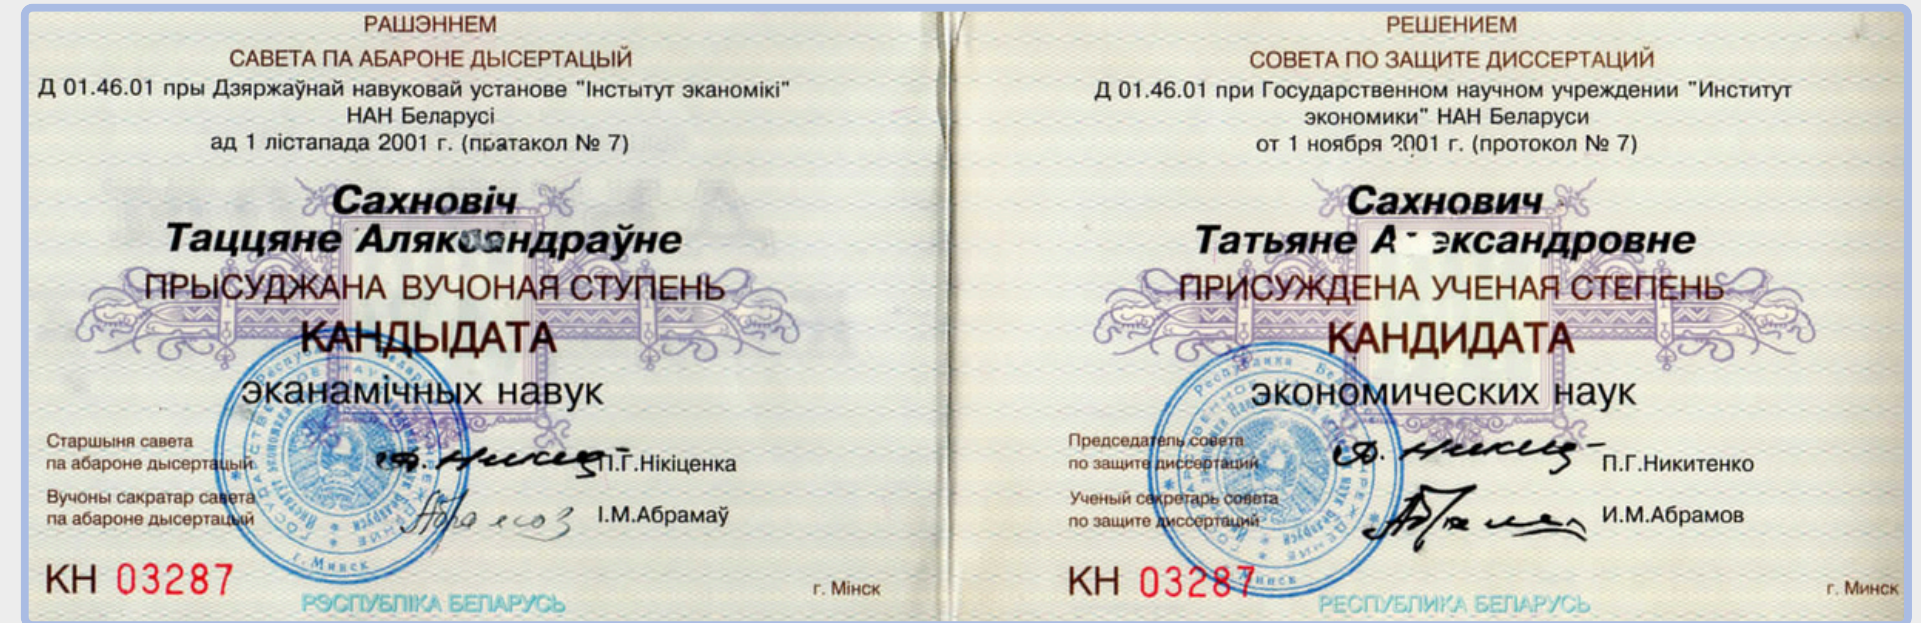 РАШЭННЕМ
САВЕТА ПА АБАРОНЕ ДЫСЕРТАЦЫЙ
Д 01.46.01 пры Дзяржаўнай навуковай установе "Інстытут эканомікі"
НАН Беларусі
ад 1 лістапада 2001 г. (пратакол № 7)
Сахновіч
Таццяне Аляксандраўне
ПРЫСУДЖАНА ВУЧОНАЯ СТУПЕНЬ
КАНДЫДАТА
эканамічных навук
Старшыня савета
па абароне дысертацый
П.Г.Нікіценка
Вучоны сакратар савета
па абароне дысертацый
І.М.Абрамаў
КН 03287
г. Мінск
РЭСПУБЛІКА БЕЛАРУСЬ
РЕШЕНИЕМ
СОВЕТА ПО ЗАЩИТЕ ДИССЕРТАЦИЙ
Д 01.46.01 при Государственном научном учреждении "Институт
экономики" НАН Беларуси
от 1 ноября 2001 г. (протокол № 7)
Сахнович
Татьяне Александровне
ПРИСУЖДЕНА УЧЕНАЯ СТЕПЕНЬ
КАНДИДАТА
экономических наук
Председатель совета
по защите диссертаций
П.Г.Никитенко
Ученый секретарь совета
по защите диссертаций
И.М.Абрамов
КН 03287
г. Минск
РЕСПУБЛИКА БЕЛАРУСЬ